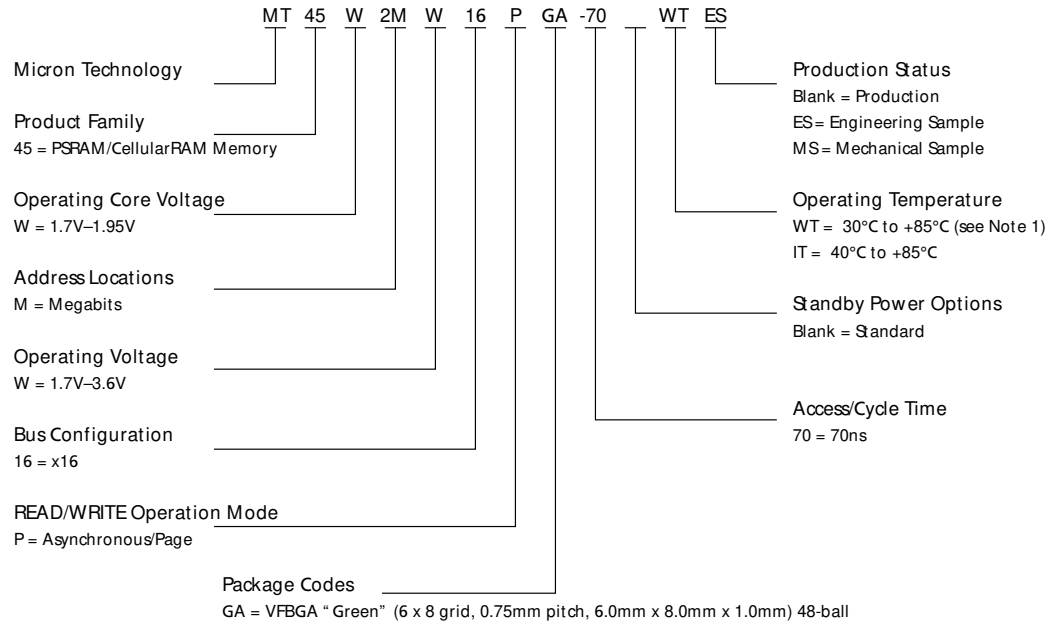 MT 45 W 2M W 16 P GA -70 WT ES
Micron Technology
Product Family
45 = PSRAM/CellularRAM Memory
Operating Core Voltage
W = 1.7V–1.95V
Address Locations
M = Megabits
Operating Voltage
W = 1.7V–3.6V
Bus Configuration
16 = x16
READ/WRITE Operation Mode
P = Asynchronous/Page
Package Codes
GA = VFBGA “Green” (6 x 8 grid, 0.75mm pitch, 6.0mm x 8.0mm x 1.0mm) 48-ball
Production Status
Blank = Production
ES = Engineering Sample
MS = Mechanical Sample
Operating Temperature
WT = 30°C to +85°C (see Note 1)
IT = 40°C to +85°C
Standby Power Options
Blank = Standard
Access/Cycle Time
70 = 70ns